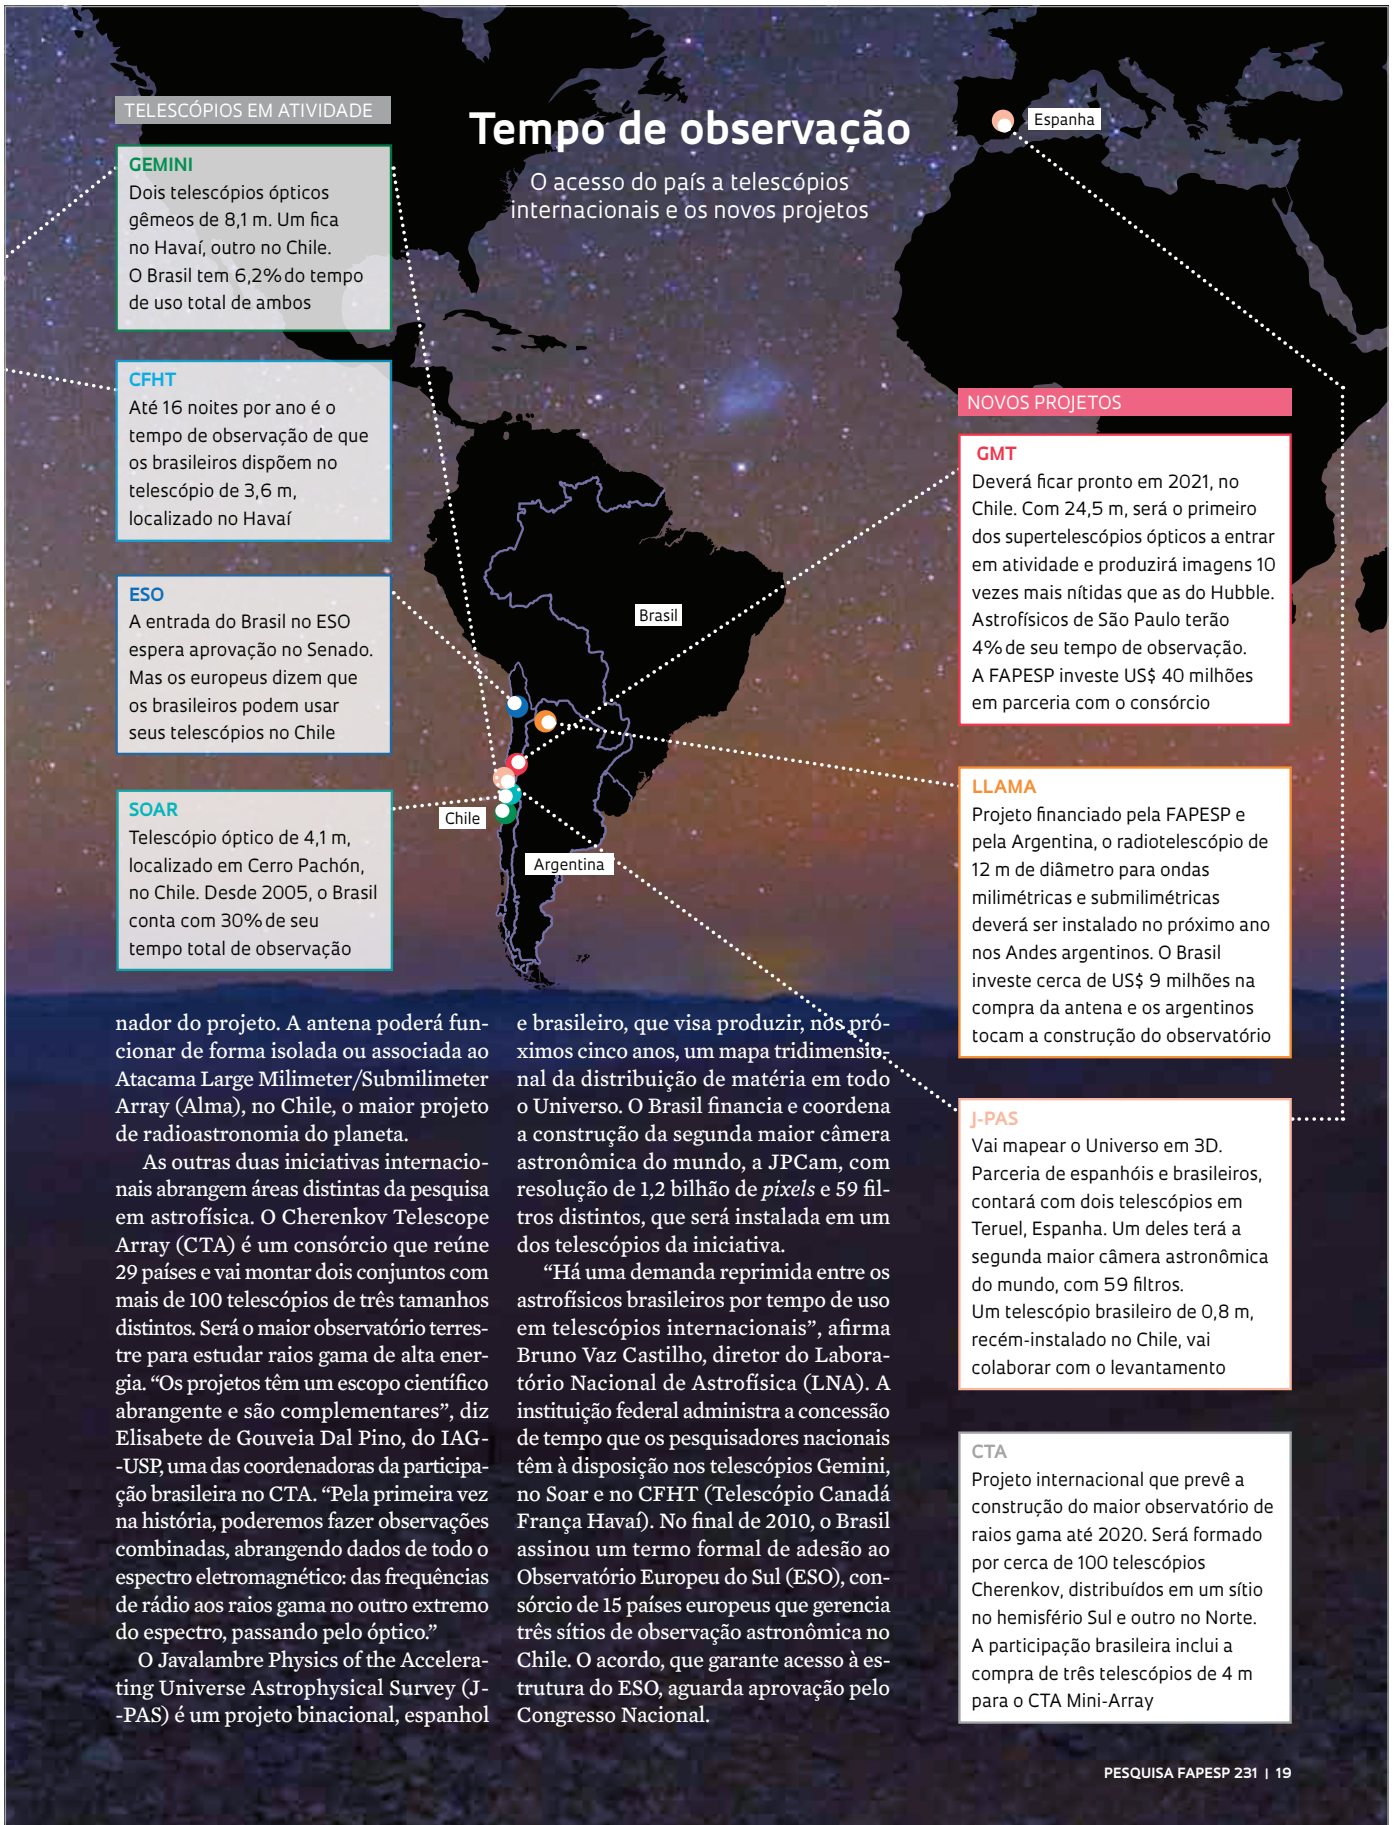 TELESCÓPIOS EM ATIVIDADE
GEMINI
Dois telescópios ópticos
gêmeos de 8,1 m. Um fica
no Havaí, outro no Chile.
O Brasil tem 6,2% do tempo
de uso total de ambos
CFHT
Até 16 noites por ano é o
tempo de observação de que
os brasileiros dispõem no
telescópio de 3,6 m,
localizado no Havaí
ESO
A entrada do Brasil no ESO
espera aprovação no Senado.
Mas os europeus dizem que
os brasileiros podem usar
seus telescópios no Chile
SOAR
Telescópio óptico de 4,1 m,
localizado em Cerro Pachón,
no Chile. Desde 2005, o Brasil
conta com 30% de seu
tempo total de observação
Tempo de observação
O acesso do país a telescópios
internacionais e os novos projetos
Espanha
Brasil
Chile
Argentina
NOVOS PROJETOS
GMT
Deverá ficar pronto em 2021, no
Chile. Com 24,5 m, será o primeiro
dos supertelescópios ópticos a entrar
em atividade e produzirá imagens 10
vezes mais nítidas que as do Hubble.
Astrofísicos de São Paulo terão
4% de seu tempo de observação.
A FAPESP investe US$ 40 milhões
em parceria com o consórcio
LLAMA
Projeto financiado pela FAPESP e
pela Argentina, o radiotelescópio de
12 m de diâmetro para ondas
milimétricas e submilimétricas
deverá ser instalado no próximo ano
nos Andes argentinos. O Brasil
investe cerca de US$ 9 milhões na
compra da antena e os argentinos
tocam a construção do observatório
J-PAS
Vai mapear o Universo em 3D.
Parceria de espanhóis e brasileiros,
contará com dois telescópios em
Teruel, Espanha. Um deles terá a
segunda maior câmera astronômica
do mundo, com 59 filtros.
Um telescópio brasileiro de 0,8 m,
recém-instalado no Chile, vai
colaborar com o levantamento
CTA
Projeto internacional que prevê a
construção do maior observatório de
raios gama até 2020. Será formado
por cerca de 100 telescópios
Cherenkov, distribuídos em um sítio
no hemisfério Sul e outro no Norte.
A participação brasileira inclui a
compra de três telescópios de 4 m
para o CTA Mini-Array
nador do projeto. A antena poderá fun-
cionar de forma isolada ou associada ao
Atacama Large Milimeter/Submilimeter
Array (Alma), no Chile, o maior projeto
de radioastronomia do planeta.
As outras duas iniciativas internacio-
nais abrangem áreas distintas da pesquisa
em astrofísica. O Cherenkov Telescope
Array (CTA) é um consórcio que reúne
29 países e vai montar dois conjuntos com
mais de 100 telescópios de três tamanhos
distintos. Será o maior observatório terres-
tre para estudar raios gama de alta ener-
gia. “Os projetos têm um escopo científico
abrangente e são complementares”, diz
Elisabete de Gouveia Dal Pino, do IAG-
-USP, uma das coordenadoras da participa-
ção brasileira no CTA. “Pela primeira vez
na história, poderemos fazer observações
combinadas, abrangendo dados de todo o
espectro eletromagnético: das frequências
de rádio aos raios gama no outro extremo
do espectro, passando pelo óptico.”
O Javalambre Physics of the Accelera-
ting Universe Astrophysical Survey (J-
-PAS) é um projeto binacional, espanhol
e brasileiro, que visa produzir, nos pró-
ximos cinco anos, um mapa tridimensio-
nal da distribuição de matéria em todo
o Universo. O Brasil financia e coordena
a construção da segunda maior câmera
astronômica do mundo, a JPCam, com
resolução de 1,2 bilhão de pixels e 59 fil-
tros distintos, que será instalada em um
dos telescópios da iniciativa.
“Há uma demanda reprimida entre os
astrofísicos brasileiros por tempo de uso
em telescópios internacionais”, afirma
Bruno Vaz Castilho, diretor do Labora-
tório Nacional de Astrofísica (LNA). A
instituição federal administra a concessão
de tempo que os pesquisadores nacionais
têm à disposição nos telescópios Gemini,
no Soar e no CFHT (Telescópio Canadá
França Havaí). No final de 2010, o Brasil
assinou um termo formal de adesão ao
Observatório Europeu do Sul (ESO), con-
sórcio de 15 países europeus que gerencia
três sítios de observação astronômica no
Chile. O acordo, que garante acesso à es-
trutura do ESO, aguarda aprovação pelo
Congresso Nacional.
PESQUISA FAPESP 231 | 19